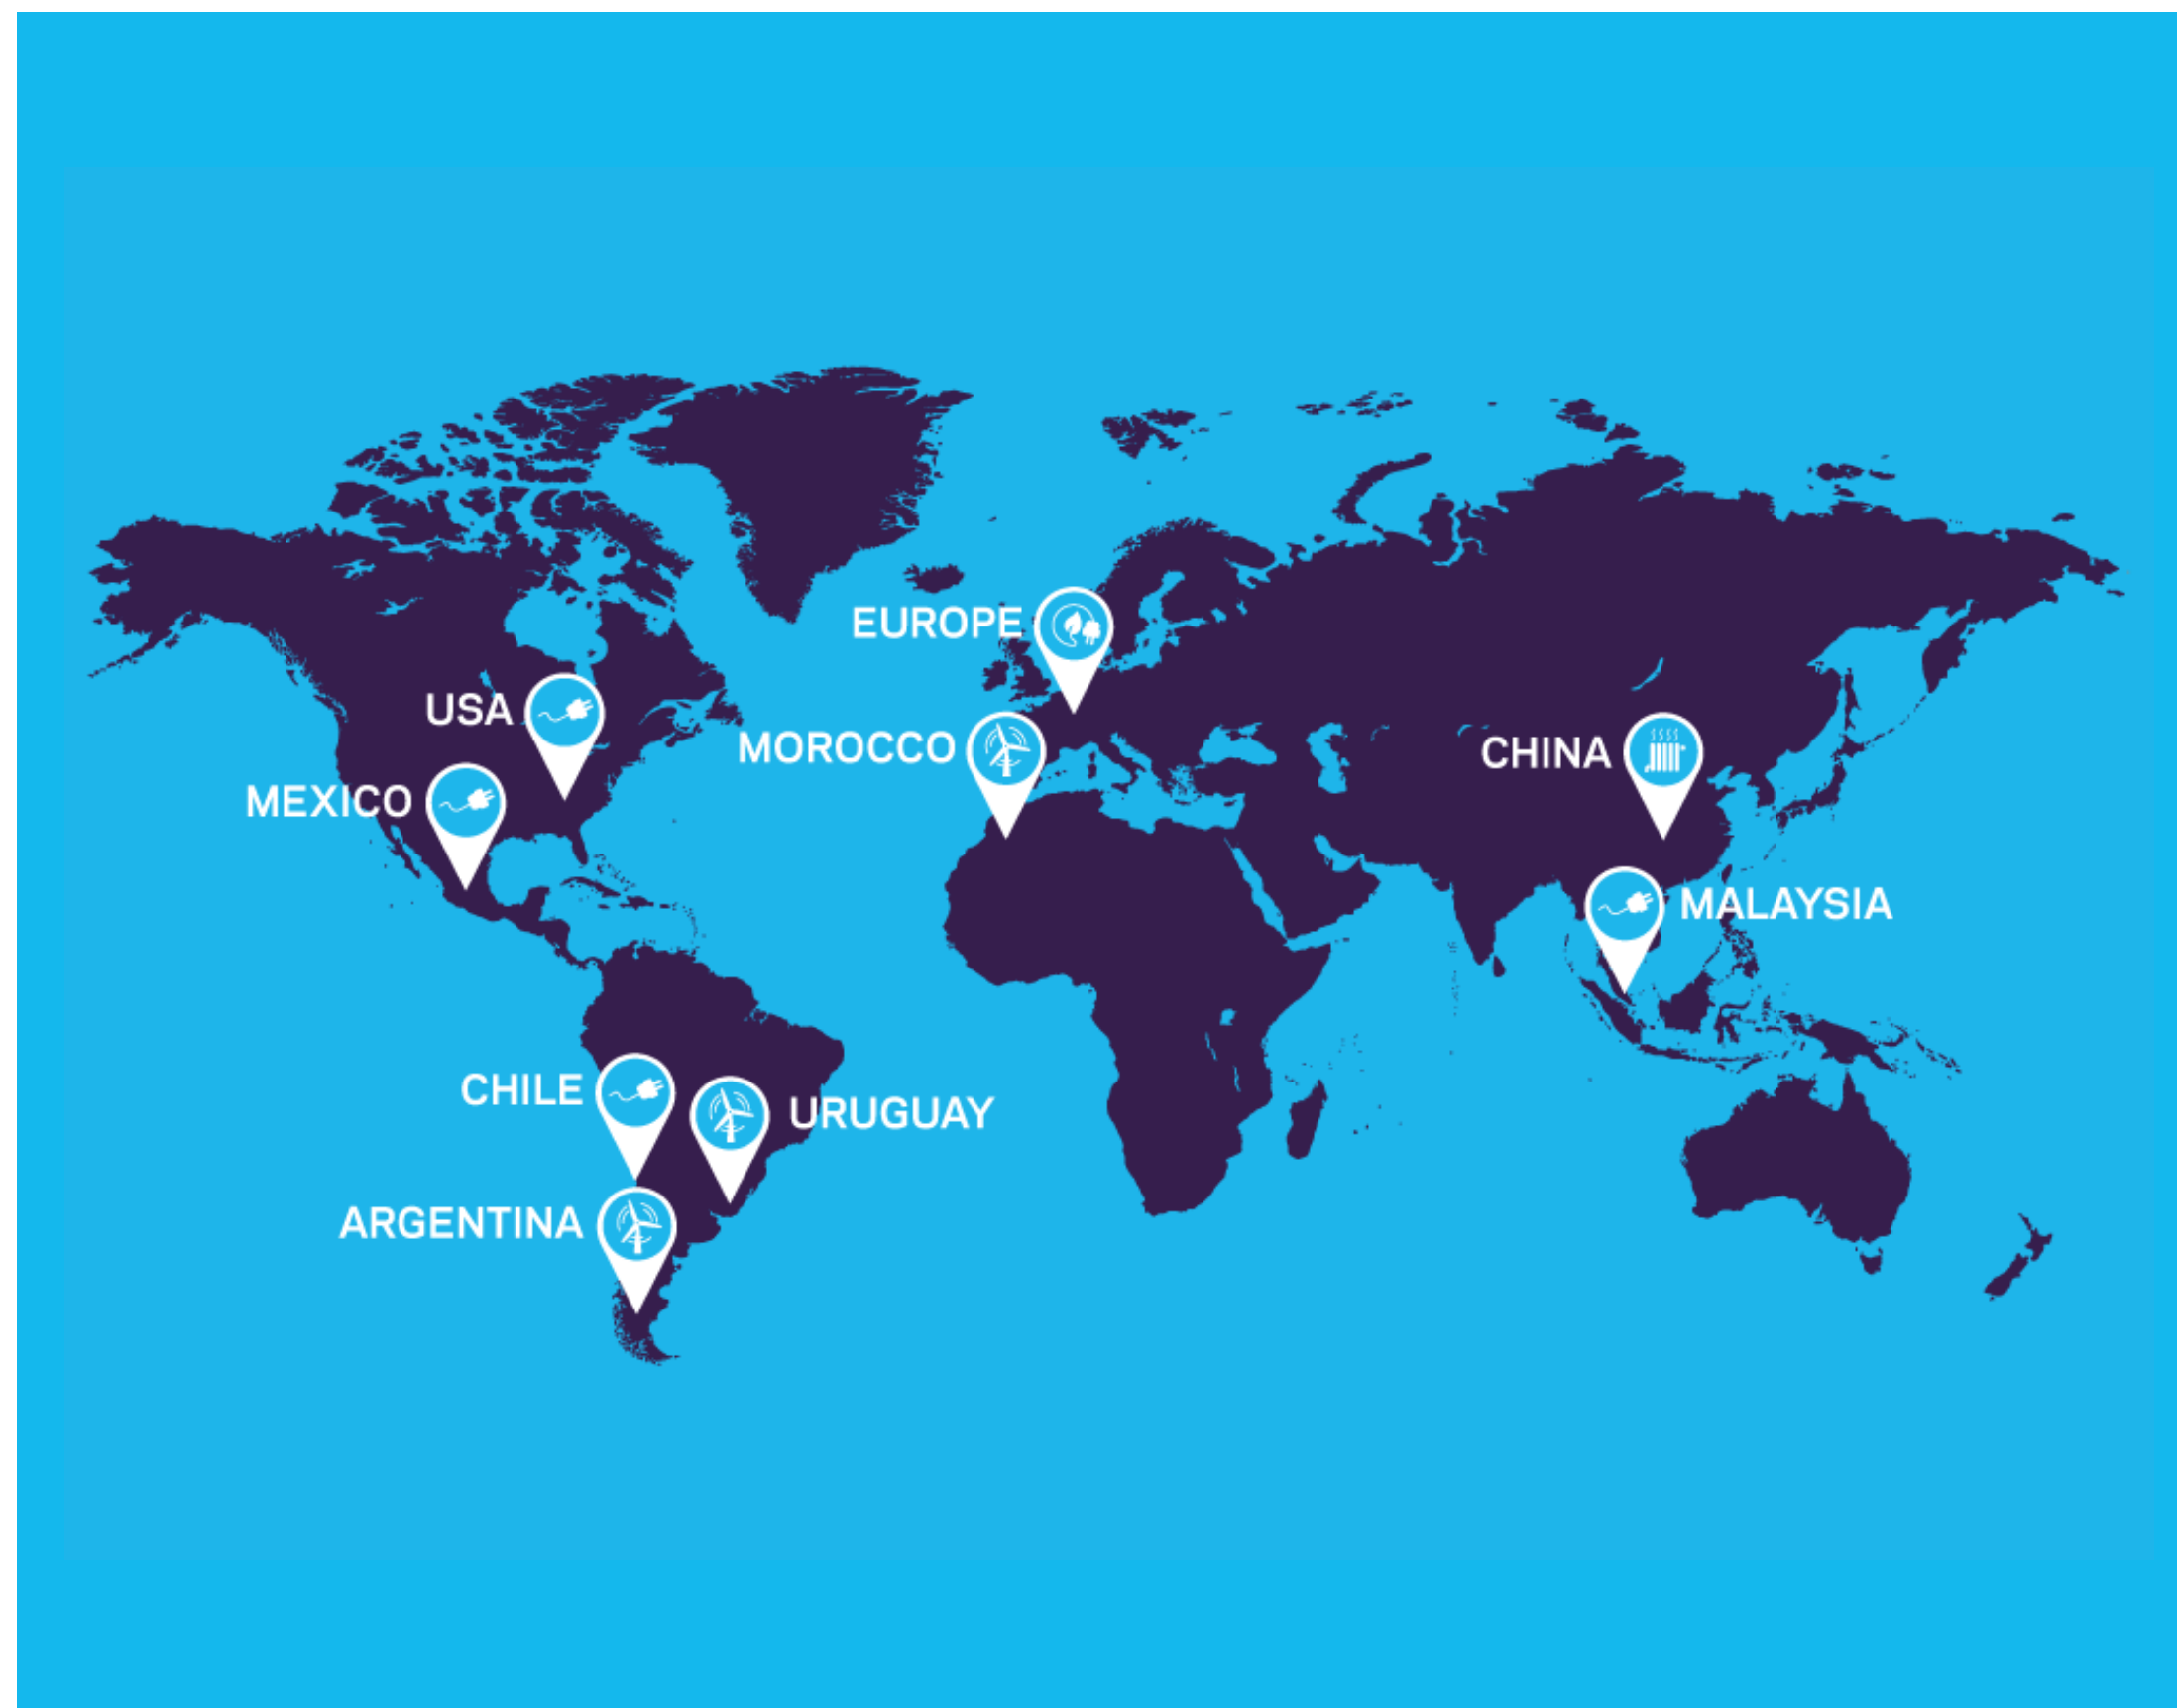 EUROPE
USA
MOROCCO
CHINA
MEXICO
MALAYSIA
CHILE
URUGUAY
ARGENTINA